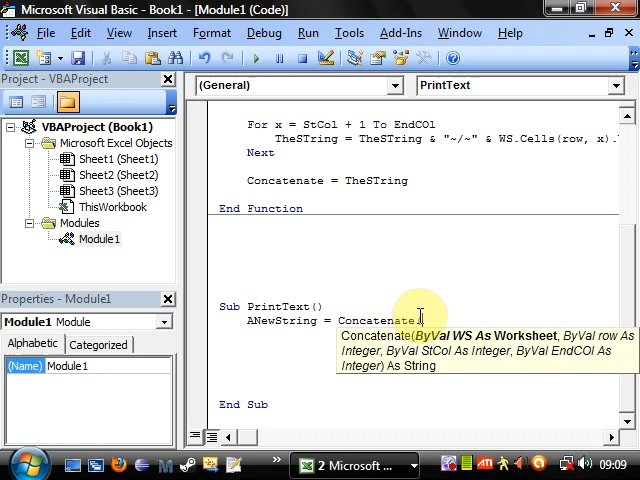 Microsoft Visual Basic - Book1 - [Module1 (Code)]
File Edit View Insert Format Debug Run Tools Add-Ins Window Help
Project - VBAProject
VBAProject (Book1)
Microsoft Excel Objects
Sheet1 (Sheet1)
Sheet2 (Sheet2)
Sheet3 (Sheet3)
ThisWorkbook
Modules
Module1
Properties - Module1
Module1 Module
Alphabetic Categorized
(Name) Module1
(General) PrintText
For x = StCol + 1 To EndCOl
TheSTring = TheSTring & "~/~" & WS.Cells(row, x).
Next
Concatenate = TheSTring
End Function
Sub PrintText()
ANewString = Concatenate
Concatenate(ByVal WS As Worksheet, ByVal row As
Integer, ByVal StCol As Integer, ByVal EndCOl As
Integer) As String
End Sub
2 Microsoft ...
ATI
09:09